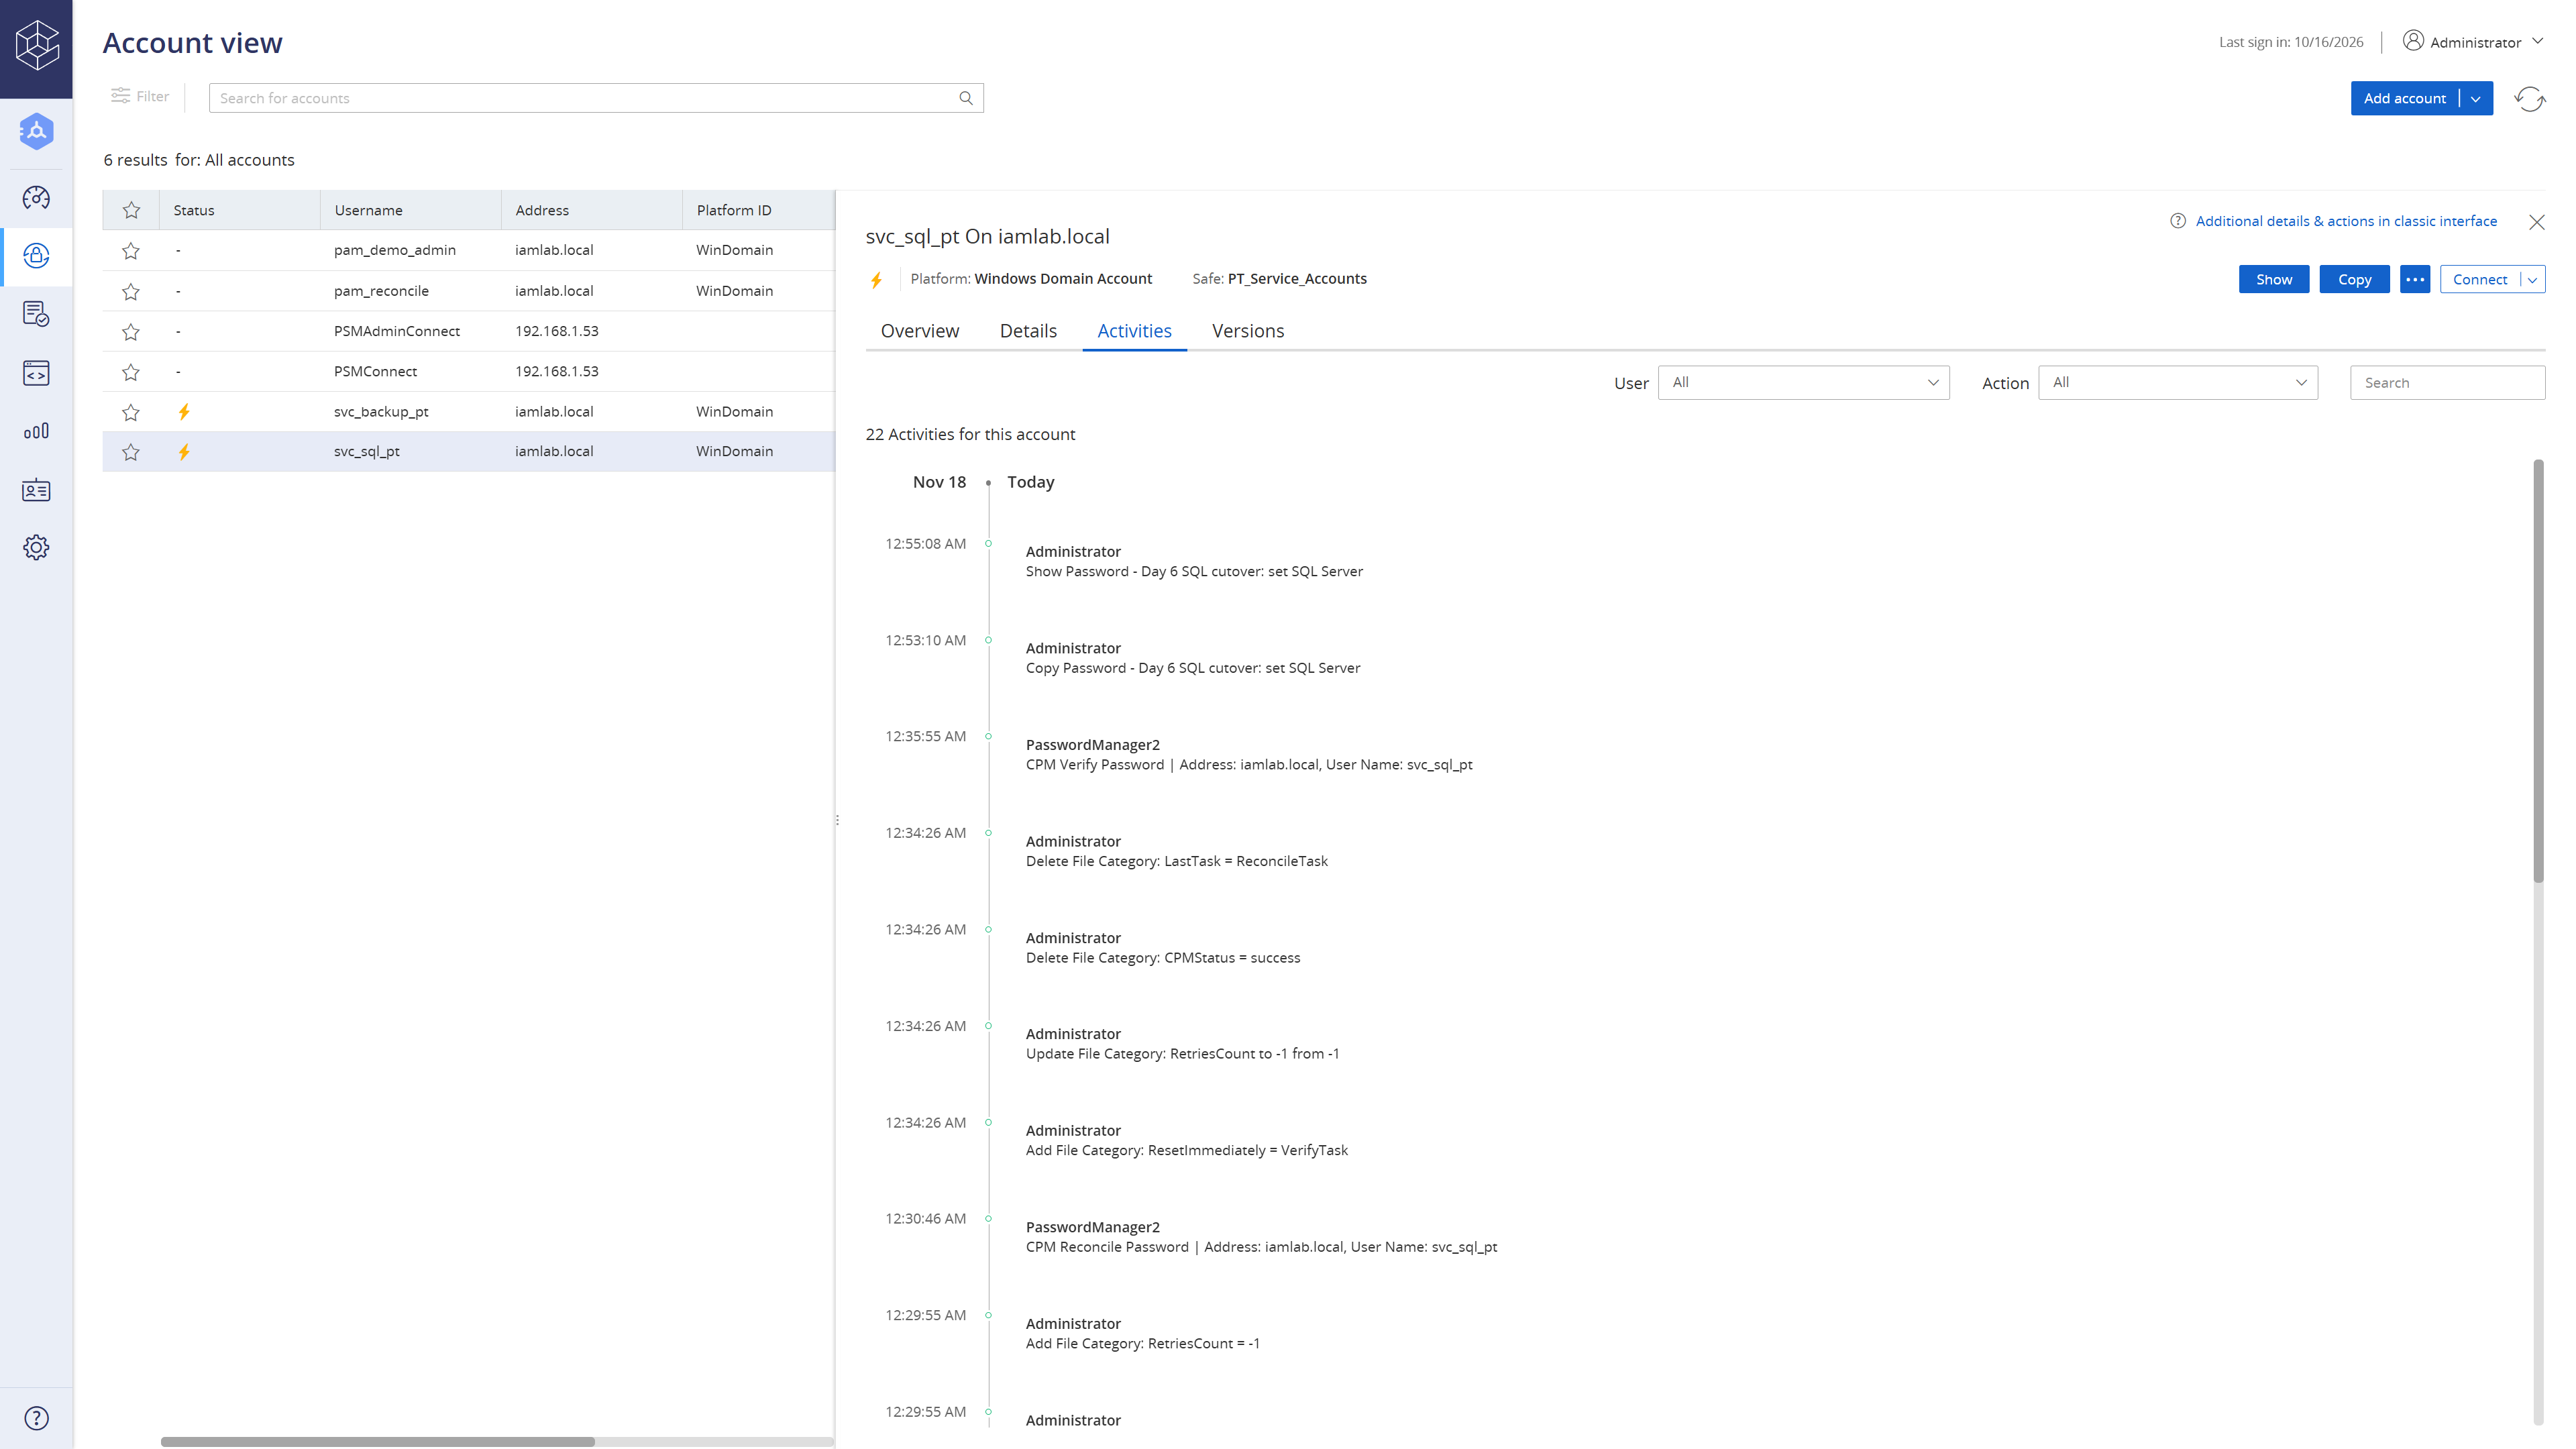 Account view
Last sign in: 10/16/2026
Administrator
Filter
Search for accounts
Add account
6 results for: All accounts
Status Username Address Platform ID
- pam_demo_admin iamlab.local WinDomain
- pam_reconcile iamlab.local WinDomain
- PSMAdminConnect 192.168.1.53
- PSMConnect 192.168.1.53
svc_backup_pt iamlab.local WinDomain
svc_sql_pt iamlab.local WinDomain
Additional details & actions in classic interface
svc_sql_pt On iamlab.local
Platform: Windows Domain Account Safe: PT_Service_Accounts
Show Copy Connect
Overview Details Activities Versions
User All Action All Search
22 Activities for this account
Nov 18 Today
12:55:08 AM
Administrator
Show Password - Day 6 SQL cutover: set SQL Server
12:53:10 AM
Administrator
Copy Password - Day 6 SQL cutover: set SQL Server
12:35:55 AM
PasswordManager2
CPM Verify Password | Address: iamlab.local, User Name: svc_sql_pt
12:34:26 AM
Administrator
Delete File Category: LastTask = ReconcileTask
12:34:26 AM
Administrator
Delete File Category: CPMStatus = success
12:34:26 AM
Administrator
Update File Category: RetriesCount to -1 from -1
12:34:26 AM
Administrator
Add File Category: ResetImmediately = VerifyTask
12:30:46 AM
PasswordManager2
CPM Reconcile Password | Address: iamlab.local, User Name: svc_sql_pt
12:29:55 AM
Administrator
Add File Category: RetriesCount = -1
12:29:55 AM
Administrator